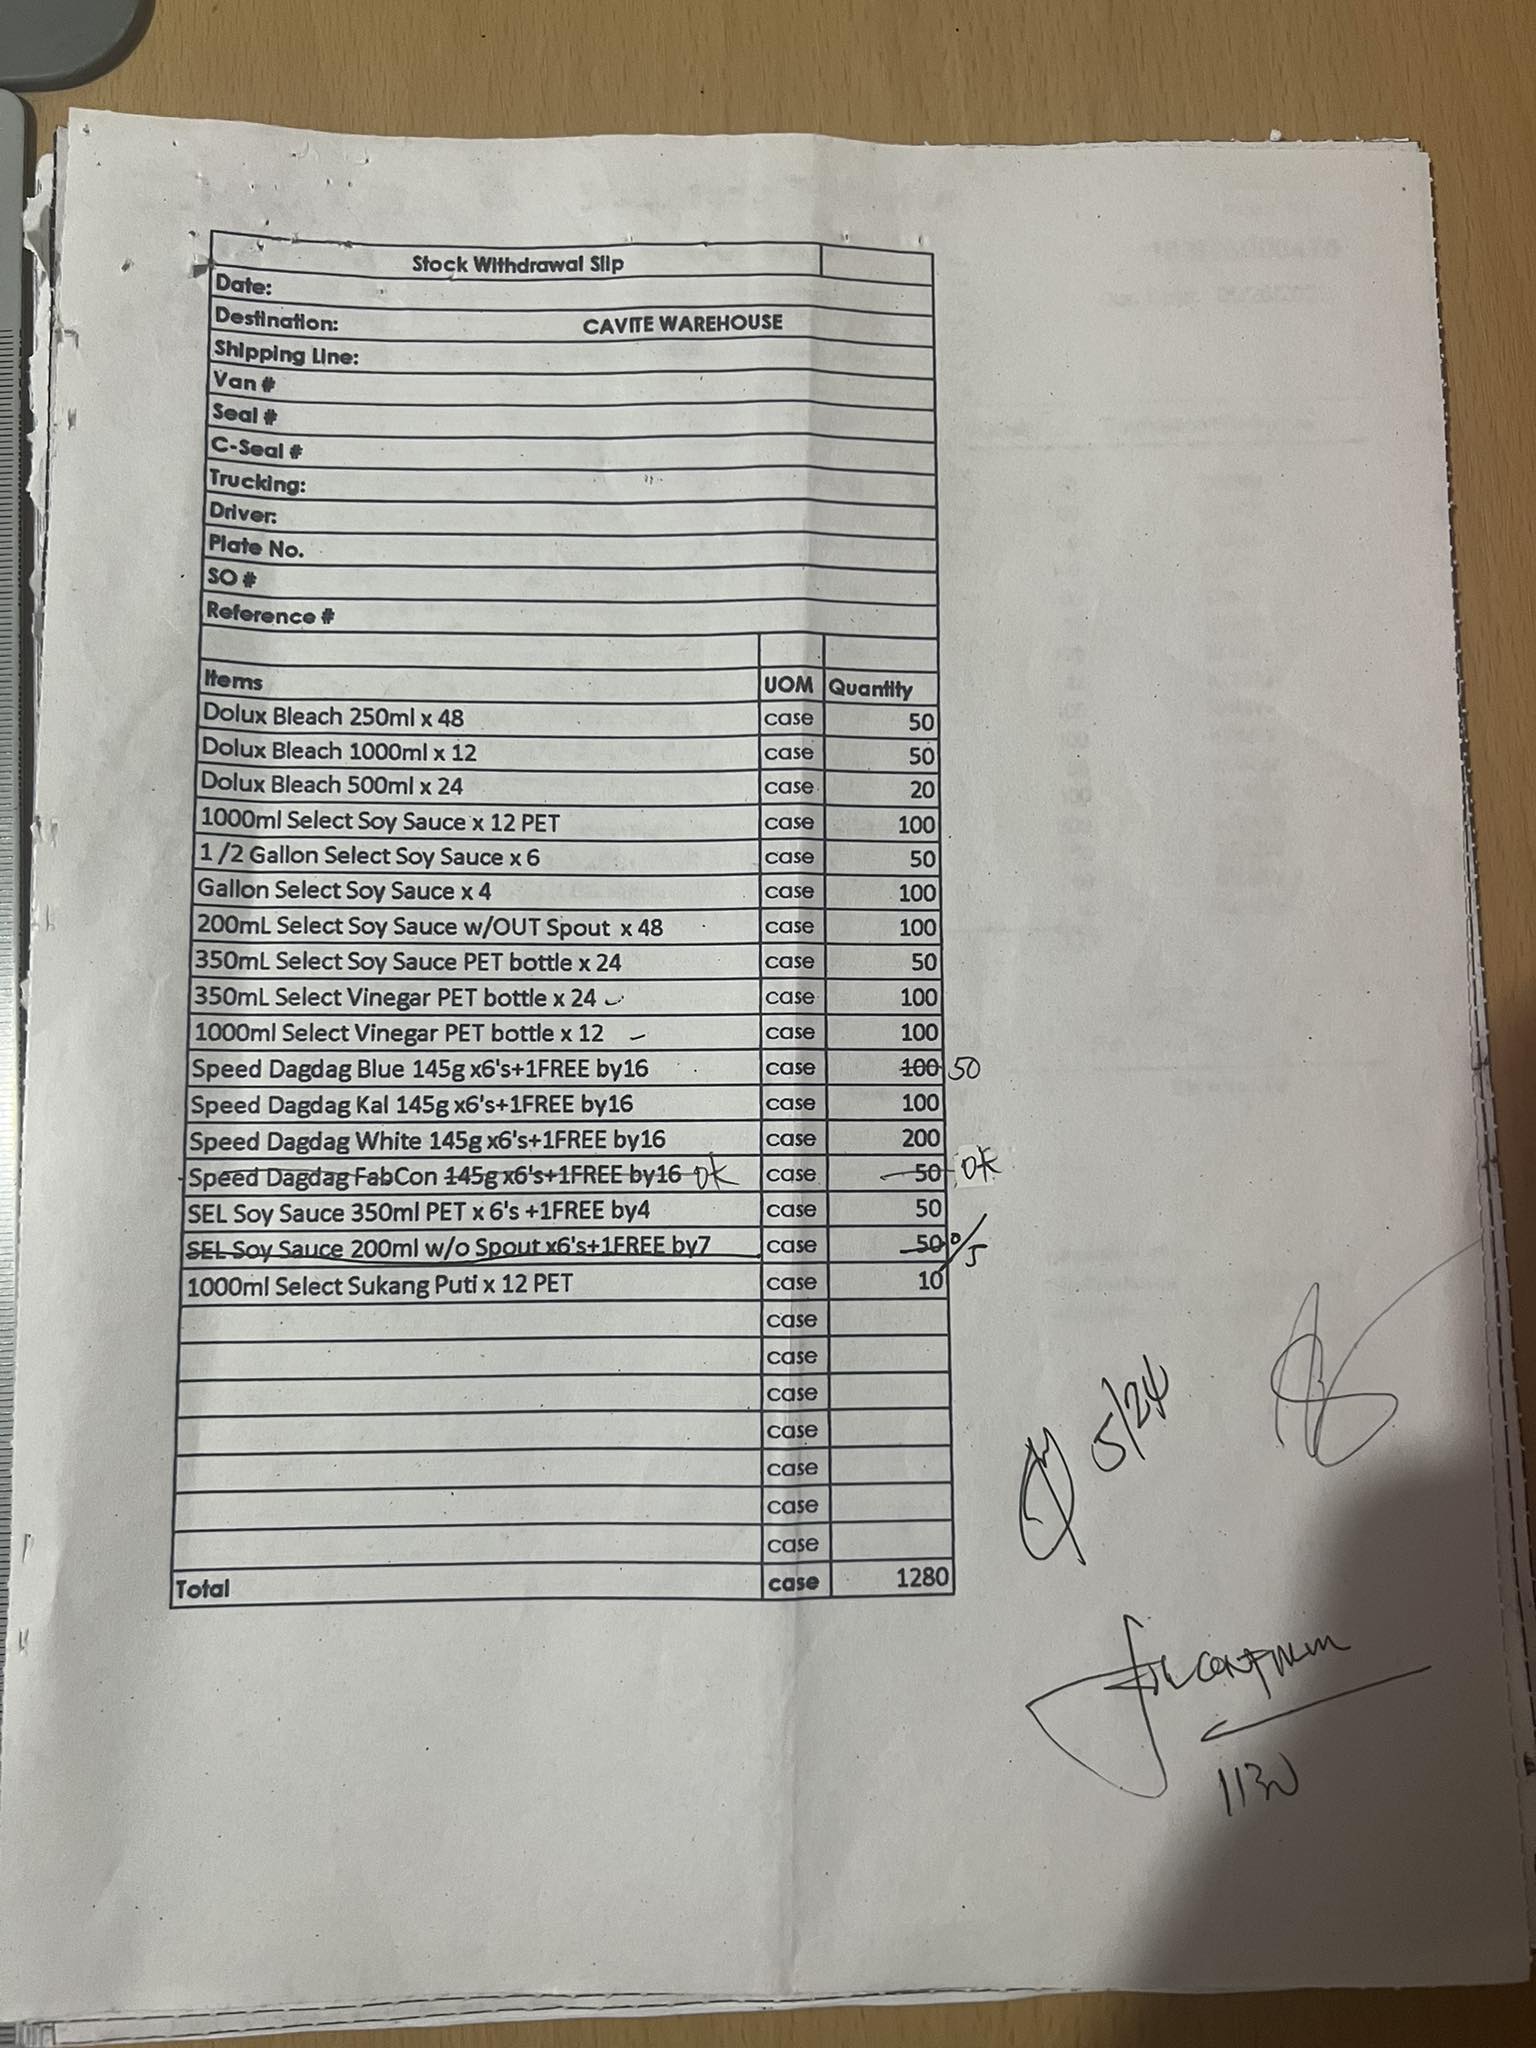 Stock Withdrawal Slip
Date:
Destination: CAVITE WAREHOUSE
Shipping Line:
Van #
Seal #
C-Seal #
Trucking:
Driver:
Plate No.
SO #
Reference #
Items UOM Quantity
Dolux Bleach 250ml x 48 case 50
Dolux Bleach 1000ml x 12 case 50
Dolux Bleach 500ml x 24 case 20
1000ml Select Soy Sauce x 12 PET case 100
1 /2 Gallon Select Soy Sauce x 6 case 50
Gallon Select Soy Sauce x 4 case 100
200mL Select Soy Sauce w/OUT Spout x 48 case 100
350mL Select Soy Sauce PET bottle x 24 case 50
350mL Select Vinegar PET bottle x 24 case 100
1000ml Select Vinegar PET bottle x 12 case 100
Speed Dagdag Blue 145g x6's+1FREE by16 case 100 50
Speed Dagdag Kal 145g x6's+1FREE by16 case 100
Speed Dagdag White 145g x6's+1FREE by16 case 200
Speed Dagdag FabCon 145g x6's+1FREE by16 OK case 50 OK
SEL Soy Sauce 350ml PET x 6's +1FREE by4 case 50
SEL Soy Sauce 200ml w/o Spout x6's+1FREE by7 case 50
1000ml Select Sukang Puti x 12 PET case 10
case
case
case
case
case
case
case
Total case 1280
5/24